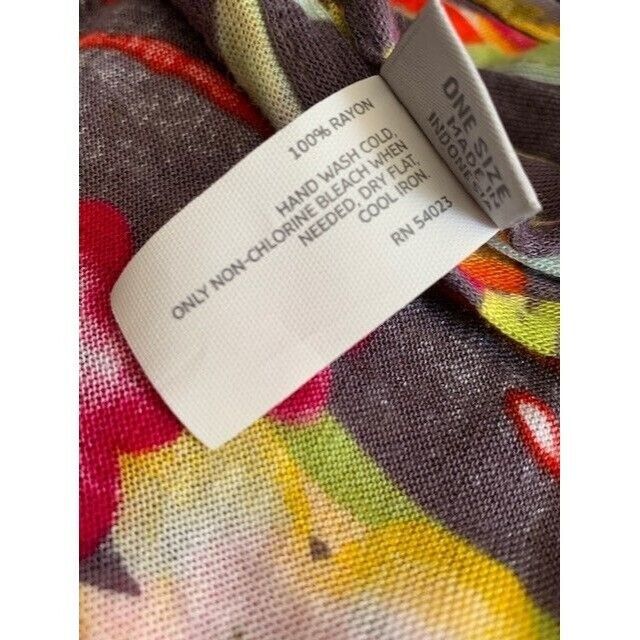 100% RAYON
HAND WASH COLD,
ONLY NON-CHLORINE BLEACH WHEN
NEEDED, DRY FLAT,
COOL IRON.
RN 54023
ONE SIZE
MADE IN
INDONESIA